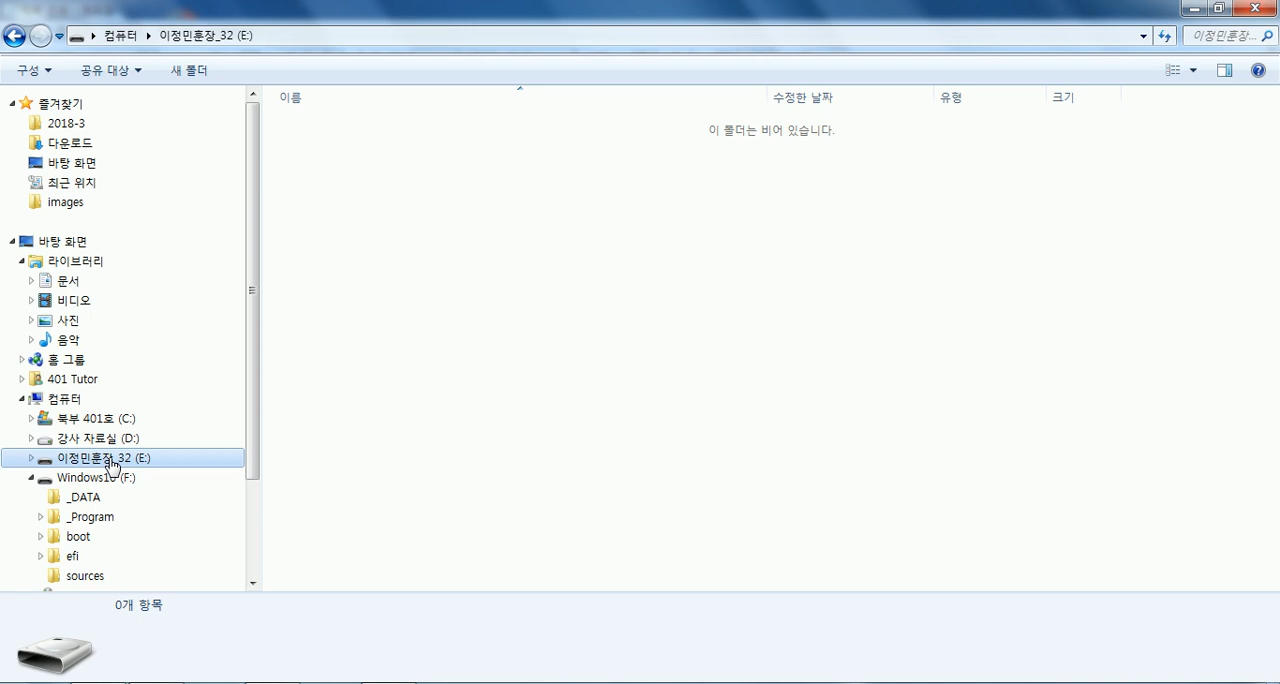 컴퓨터 이정민훈장_32 (E:) 이정민훈장...
구성 공유 대상 새 폴더
즐겨찾기
2018-3
다운로드
바탕 화면
최근 위치
images
바탕 화면
라이브러리
문서
비디오
사진
음악
홈 그룹
401 Tutor
컴퓨터
북부 401호 (C:)
강사 자료실 (D:)
이정민훈장_32 (E:)
Windows10 (F:)
_DATA
_Program
boot
efi
sources
이름 수정한 날짜 유형 크기
이 폴더는 비어 있습니다.
0개 항목